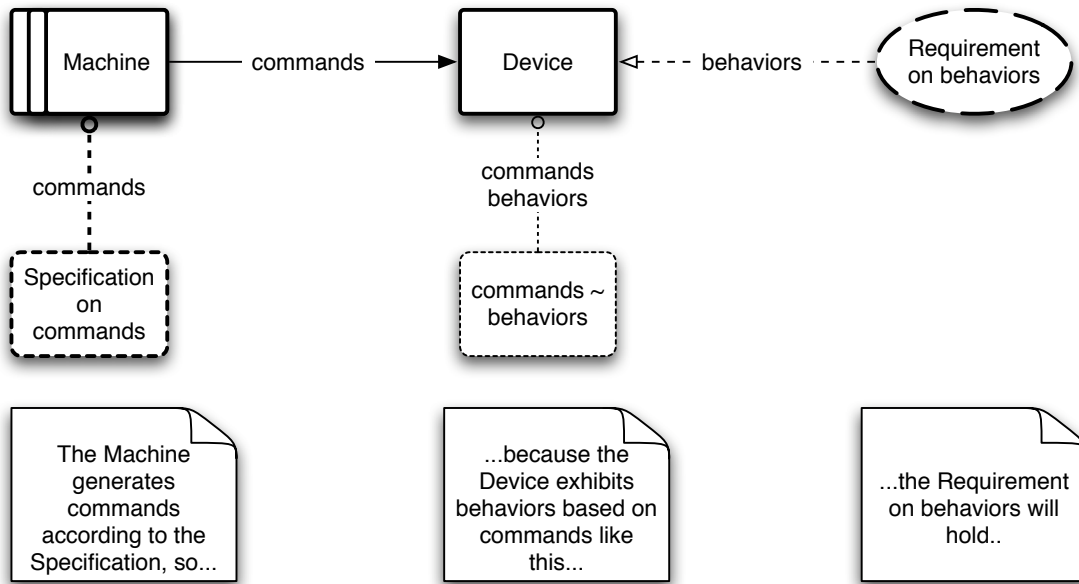 Machine
commands
Device
behaviors
Requirement
on behaviors
commands
commands
behaviors
Specification
on
commands
commands ~
behaviors
The Machine
generates
commands
according to the
Specification, so...
...because the
Device exhibits
behaviors based on
commands like
this...
...the Requirement
on behaviors will
hold..